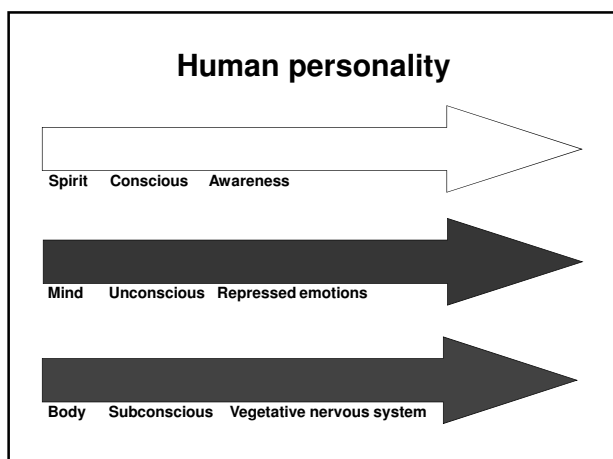 Human personality
Spirit Conscious Awareness
Mind Unconscious Repressed emotions
Body Subconscious Vegetative nervous system